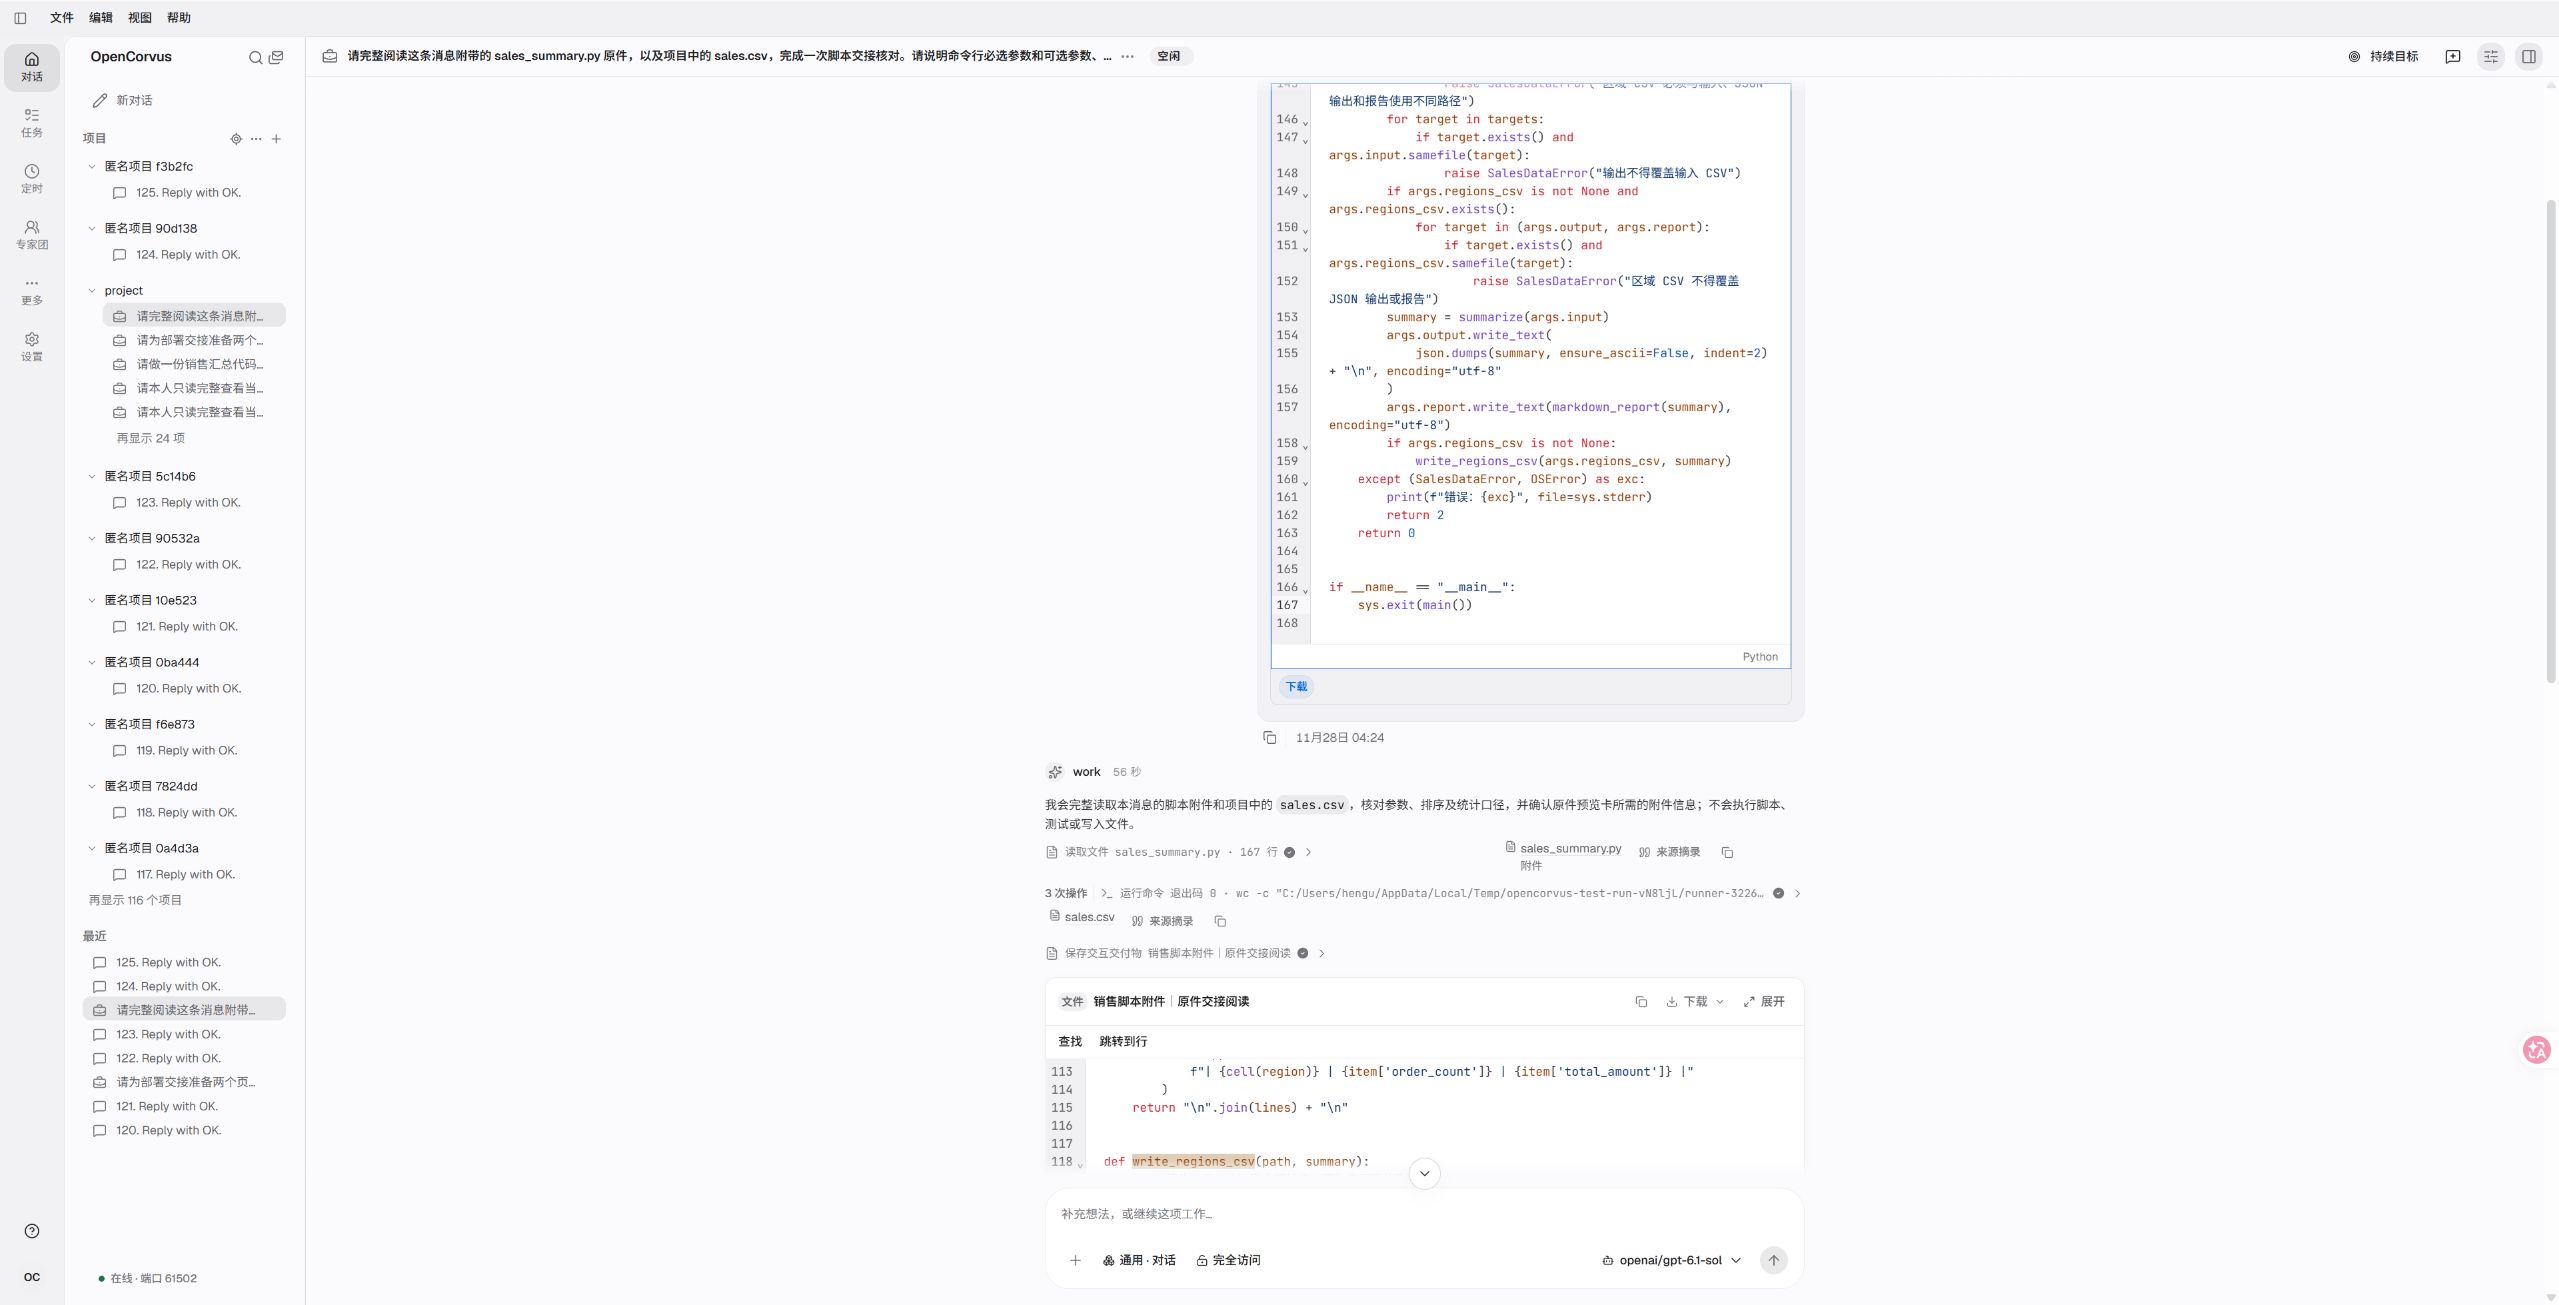 文件 编辑 视图 帮助
对话
任务
定时
专家团
更多
设置
OC
OpenCorvus
新对话
项目
匿名项目 f3b2fc
125. Reply with OK.
匿名项目 90d138
124. Reply with OK.
project
请完整阅读这条消息附...
请为部署交接准备两个...
请做一份销售汇总代码...
请本人只读完整查看当...
请本人只读完整查看当...
再显示 24 项
匿名项目 5c14b6
123. Reply with OK.
匿名项目 90532a
122. Reply with OK.
匿名项目 10e523
121. Reply with OK.
匿名项目 0ba444
120. Reply with OK.
匿名项目 f6e873
119. Reply with OK.
匿名项目 7824dd
118. Reply with OK.
匿名项目 0a4d3a
117. Reply with OK.
再显示 116 个项目
最近
125. Reply with OK.
124. Reply with OK.
请完整阅读这条消息附带...
123. Reply with OK.
122. Reply with OK.
请为部署交接准备两个页...
121. Reply with OK.
120. Reply with OK.
在线 · 端口 61502
请完整阅读这条消息附带的 sales_summary.py 原件，以及项目中的 sales.csv，完成一次脚本交接核对。请说明命令行必选参数和可选参数、... ... 空闲
持续目标
输出和报告使用不同路径")
146 for target in targets:
147 if target.exists() and
args.input.samefile(target):
148 raise SalesDataError("输出不得覆盖输入 CSV")
149 if args.regions_csv is not None and
args.regions_csv.exists():
150 for target in (args.output, args.report):
151 if target.exists() and
args.regions_csv.samefile(target):
152 raise SalesDataError("区域 CSV 不得覆盖
JSON 输出或报告")
153 summary = summarize(args.input)
154 args.output.write_text(
155 json.dumps(summary, ensure_ascii=False, indent=2)
+ "\n", encoding="utf-8"
156 )
157 args.report.write_text(markdown_report(summary),
encoding="utf-8")
158 if args.regions_csv is not None:
159 write_regions_csv(args.regions_csv, summary)
160 except (SalesDataError, OSError) as exc:
161 print(f"错误: {exc}", file=sys.stderr)
162 return 2
163 return 0
164
165
166 if __name__ == "__main__":
167 sys.exit(main())
168
Python
下载
11月28日 04:24
work 56 秒
我会完整读取本消息的脚本附件和项目中的 sales.csv，核对参数、排序及统计口径，并确认原件预览卡所需的附件信息；不会执行脚本、
测试或写入文件。
读取文件 sales_summary.py · 167 行
sales_summary.py 来源摘录
附件
3 次操作 运行命令 退出码 0 · wc -c "C:/Users/hengu/AppData/Local/Temp/opencorvus-test-run-vN8ljL/runner-3226...
sales.csv 来源摘录
保存交互交付物 销售脚本附件｜原件交接阅读
文件 销售脚本附件｜原件交接阅读 下载 展开
查找 跳转到行
113 f"| {cell(region)} | {item['order_count']} | {item['total_amount']} |"
114 )
115 return "\n".join(lines) + "\n"
116
117
118 def write_regions_csv(path, summary):
补充想法，或继续这项工作...
通用 · 对话 完全访问 openai/gpt-6.1-sol